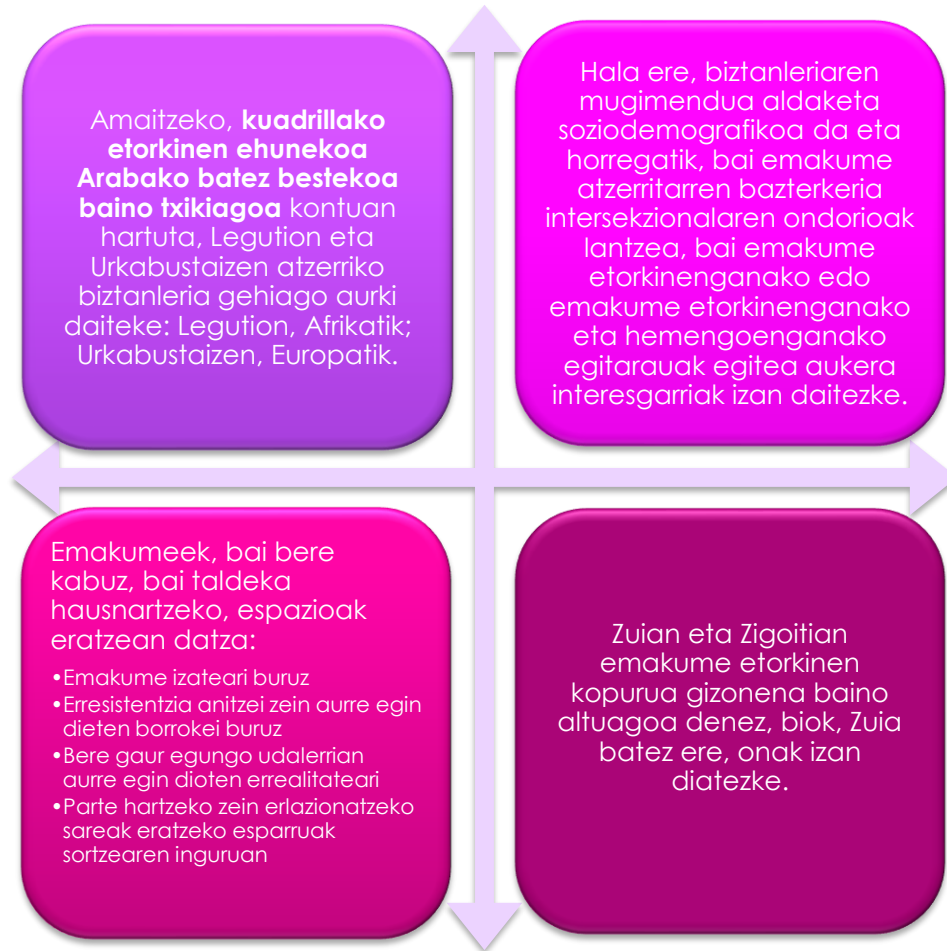 Amaitzeko, kuadrillako
etorkinen ehunekoa
Arabako batez bestekoa
baino txikiagoa kontuan
hartuta, Legution eta
Urkabustaizen atzerriko
biztanleria gehiago aurki
daiteke: Legution, Afrikatik;
Urkabustaizen, Europatik.
Hala ere, biztanleriaren
mugimendua aldaketa
soziodemografikoa da eta
horregatik, bai emakume
atzerritarren bazterkeria
intersekzionalaren ondorioak
lantzea, bai emakume
etorkinenganako edo
emakume etorkinenganako
eta hemengoenganako
egitarauak egitea aukera
interesgarriak izan daitezke.
Emakumeek, bai bere
kabuz, bai taldeka
hausnartzeko, espazioak
eratzean datza:
•Emakume izateari buruz
•Erresistentzia anitzei zein aurre egin
dieten borrokei buruz
•Bere gaur egungo udalerrian
aurre egin dioten errealitateari
•Parte hartzeko zein erlazionatzeko
sareak eratzeko esparruak
sortzearen inguruan
Zuian eta Zigoitian
emakume etorkinen
kopurua gizonena baino
altuagoa denez, biok, Zuia
batez ere, onak izan
diatezke.